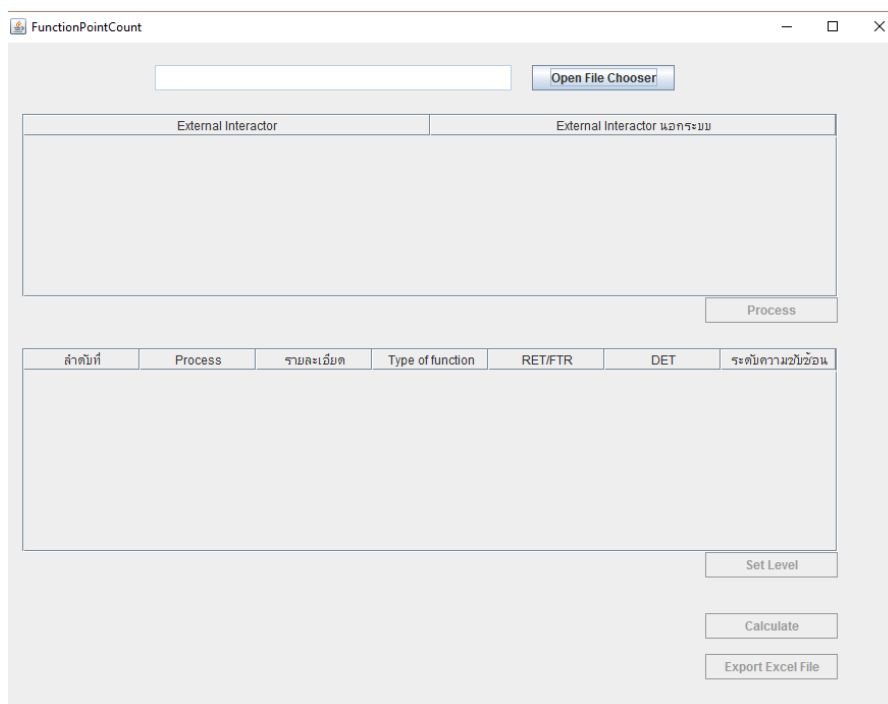 FunctionPointCount
Open File Chooser
External Interactor External Interactor นอกระบบ
Process
ลำดับที่ Process รายละเอียด Type of function RET/FTR DET ระดับความซับซ้อน
Set Level
Calculate
Export Excel File